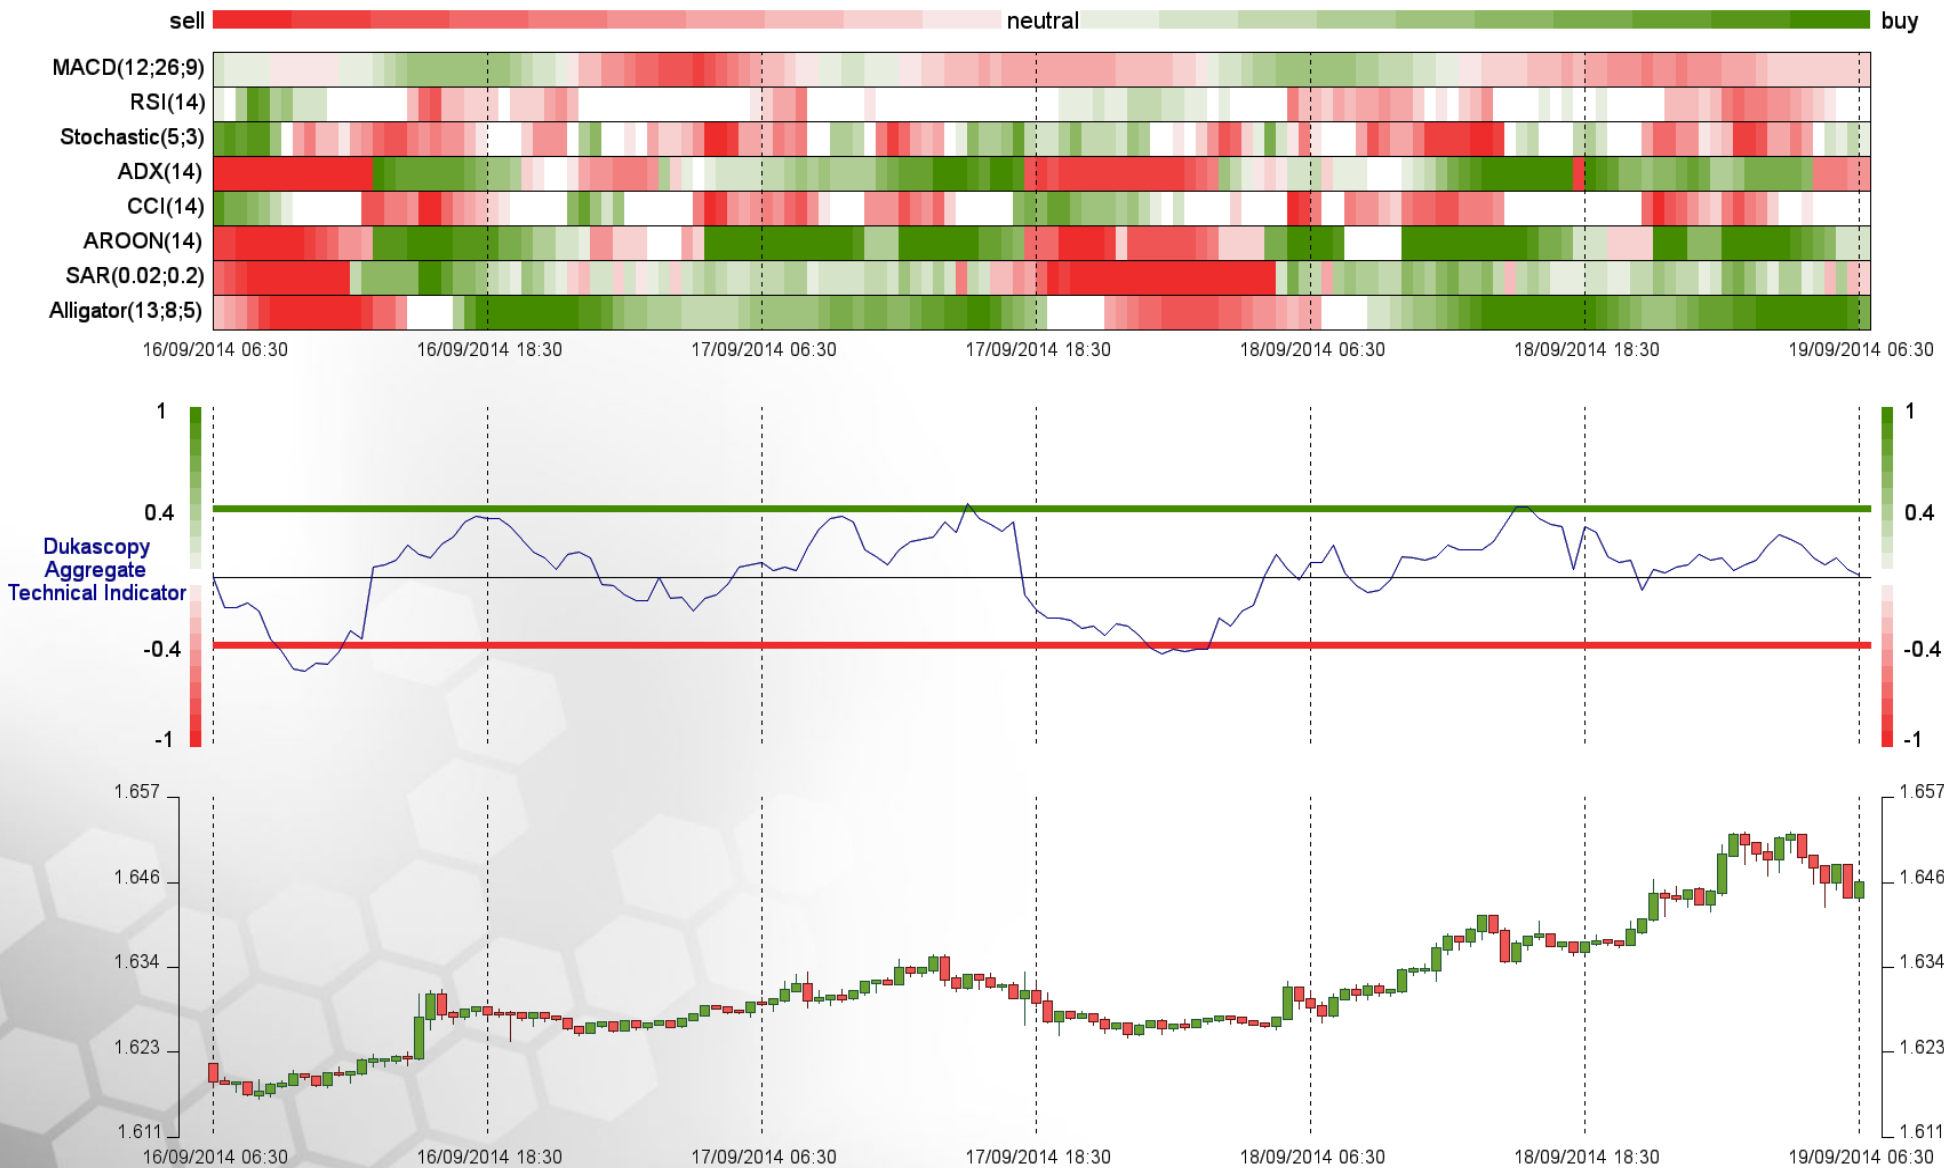 sell neutral buy
MACD(12;26;9)
RSI(14)
Stochastic(5;3)
ADX(14)
CCI(14)
AROON(14)
SAR(0.02;0.2)
Alligator(13;8;5)
16/09/2014 06:30 16/09/2014 18:30 17/09/2014 06:30 17/09/2014 18:30 18/09/2014 06:30 18/09/2014 18:30 19/09/2014 06:30
1 1
0.4 0.4
Dukascopy
Aggregate
Technical Indicator
-0.4 -0.4
-1 -1
1.657 1.657
1.646 1.646
1.634 1.634
1.623 1.623
1.611 1.611
16/09/2014 06:30 16/09/2014 18:30 17/09/2014 06:30 17/09/2014 18:30 18/09/2014 06:30 18/09/2014 18:30 19/09/2014 06:30